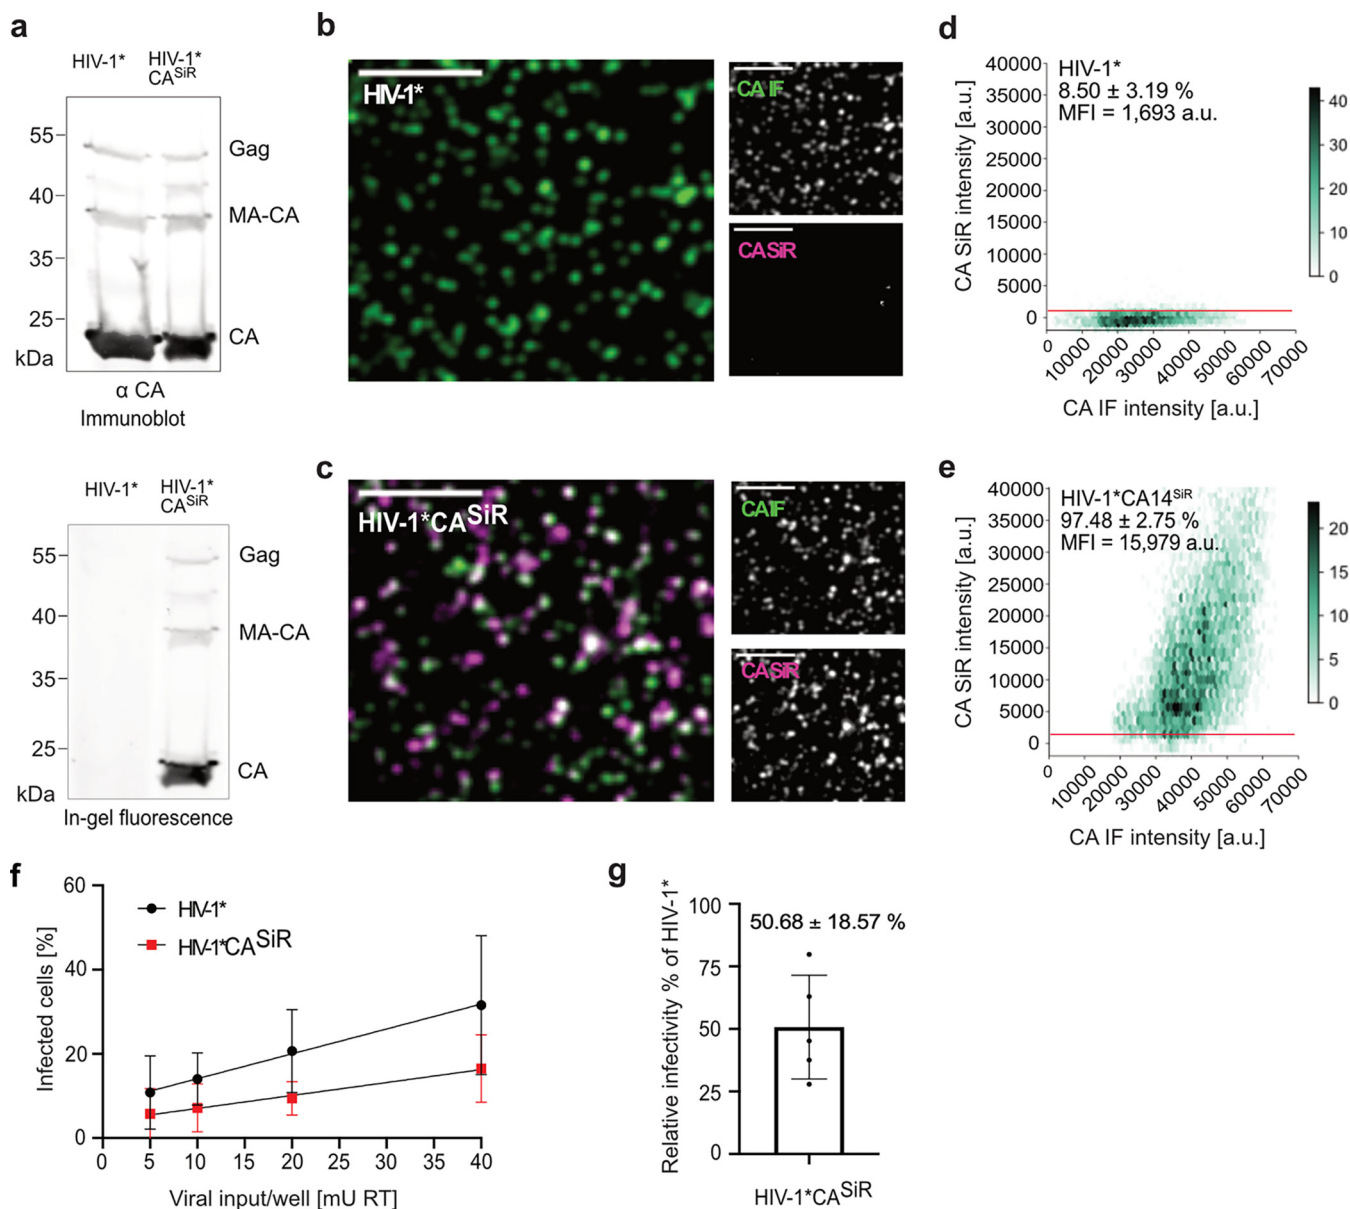 a
HIV-1*
HIV-1*
CA^SiR
55
40
35
25
kDa
Gag
MA-CA
CA
α CA
Immunoblot
HIV-1*
HIV-1*
CA^SiR
55
40
35
25
kDa
Gag
MA-CA
CA
In-gel fluorescence
b
HIV-1*
CA IF
CA SiR
c
HIV-1*CA^SiR
CA IF
CA SiR
d
HIV-1*
8.50 ± 3.19 %
MFI = 1,693 a.u.
CA SiR intensity [a.u.]
40000
35000
30000
25000
20000
15000
10000
5000
0
0 10000 20000 30000 40000 50000 60000 70000
CA IF intensity [a.u.]
40
30
20
10
0
e
HIV-1*CA14^SiR
97.48 ± 2.75 %
MFI = 15,979 a.u.
CA SiR intensity [a.u.]
40000
35000
30000
25000
20000
15000
10000
5000
0
0 10000 20000 30000 40000 50000 60000 70000
CA IF intensity [a.u.]
20
15
10
5
0
f
HIV-1*
HIV-1*CA^SiR
Infected cells [%]
60
40
20
0
0 5 10 15 20 25 30 35 40
Viral input/well [mU RT]
g
50.68 ± 18.57 %
Relative infectivity % of HIV-1*
100
75
50
25
0
HIV-1*CA^SiR